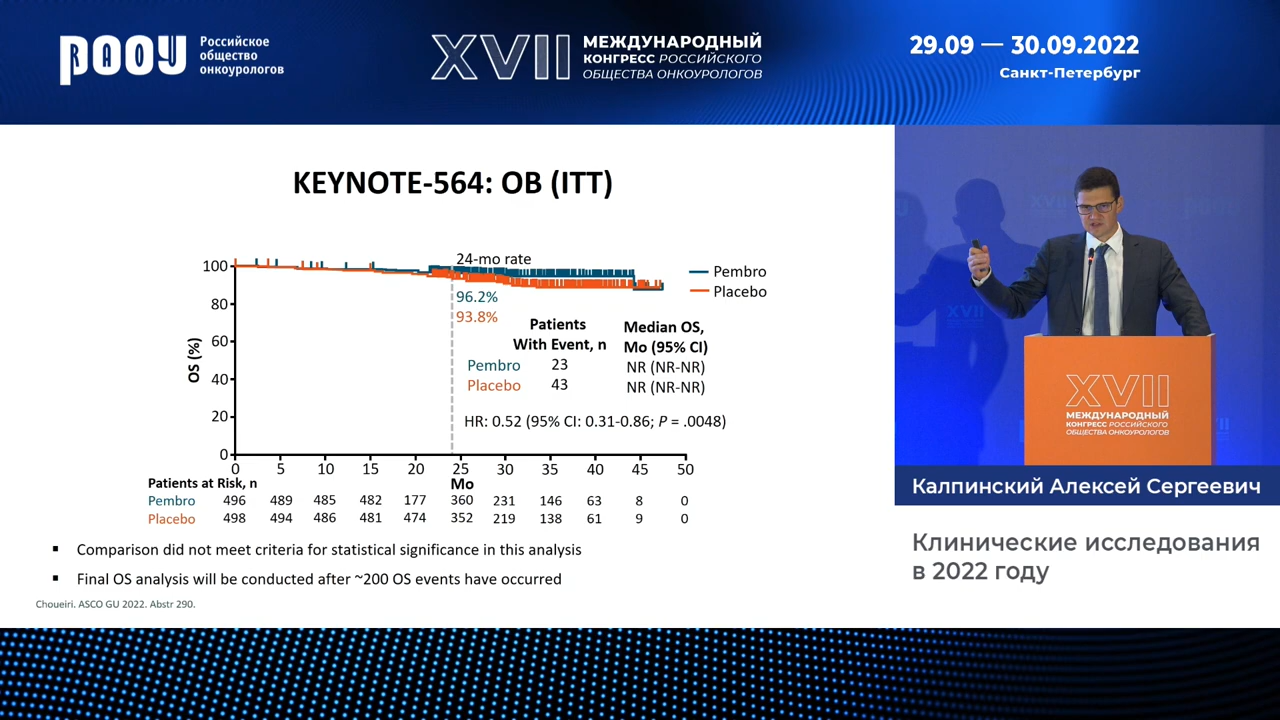 РООУ
Российское
общество
онкоурологов
XVII
МЕЖДУНАРОДНЫЙ
КОНГРЕСС РОССИЙСКОГО
ОБЩЕСТВА ОНКОУРОЛОГОВ
29.09 — 30.09.2022
Санкт-Петербург
KEYNOTE-564: ОВ (ITT)
24-mo rate
96.2%
93.8%
Pembro
Placebo
OS (%)
100
80
60
40
20
0
Patients With Event, n
Median OS, Mo (95% CI)
Pembro 23 NR (NR-NR)
Placebo 43 NR (NR-NR)
HR: 0.52 (95% CI: 0.31-0.86; P = .0048)
0 5 10 15 20 25 30 35 40 45 50
Mo
Patients at Risk, n
Pembro 496 489 485 482 177 360 231 146 63 8 0
Placebo 498 494 486 481 474 352 219 138 61 9 0
▪ Comparison did not meet criteria for statistical significance in this analysis
▪ Final OS analysis will be conducted after ~200 OS events have occurred
Choueiri. ASCO GU 2022. Abstr 290.
XVII
XVII
XVII
МЕЖДУНАРОДНЫЙ
КОНГРЕСС РОССИЙСКОГО
ОБЩЕСТВА ОНКОУРОЛОГОВ
Калпинский Алексей Сергеевич
Клинические исследования
в 2022 году